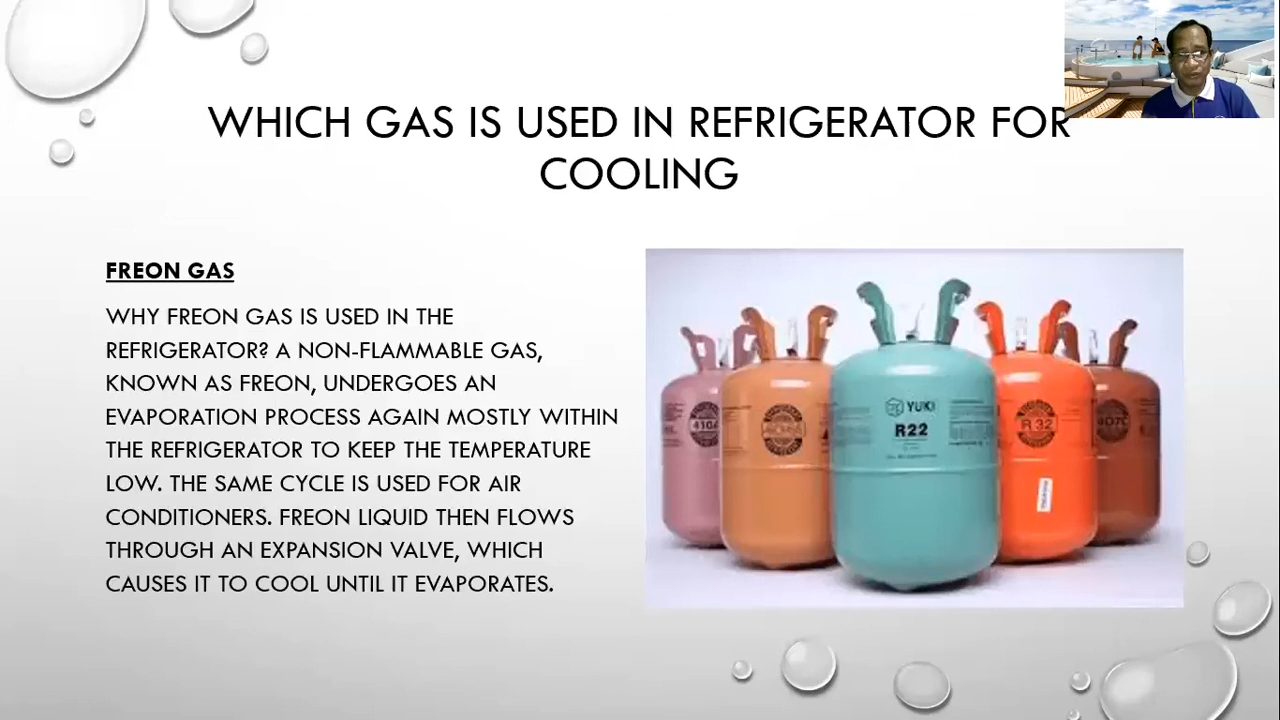 WHICH GAS IS USED IN REFRIGERATOR FOR
COOLING
FREON GAS
WHY FREON GAS IS USED IN THE
REFRIGERATOR? A NON-FLAMMABLE GAS,
KNOWN AS FREON, UNDERGOES AN
EVAPORATION PROCESS AGAIN MOSTLY WITHIN
THE REFRIGERATOR TO KEEP THE TEMPERATURE
LOW. THE SAME CYCLE IS USED FOR AIR
CONDITIONERS. FREON LIQUID THEN FLOWS
THROUGH AN EXPANSION VALVE, WHICH
CAUSES IT TO COOL UNTIL IT EVAPORATES.
YUKI
R22
410A
R 32
407C